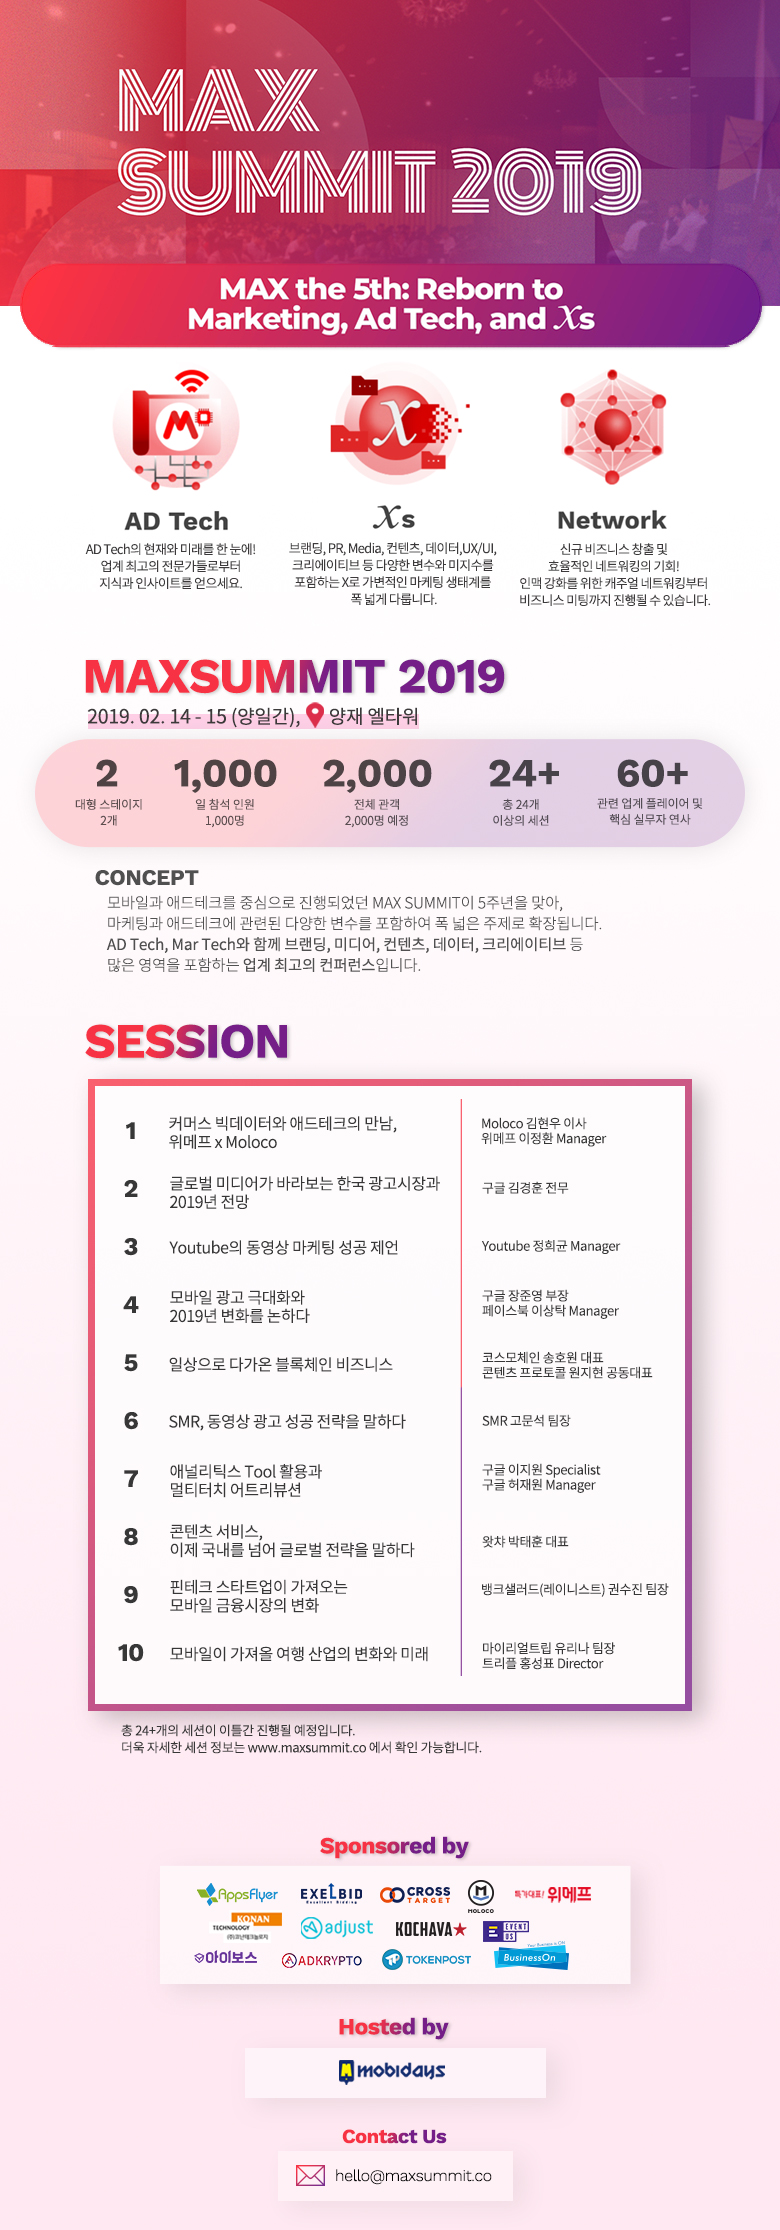 MAX
SUMMIT 2019
MAX the 5th: Reborn to
Marketing, Ad Tech, and Xs
M
X
AD Tech
AD Tech의 현재와 미래를 한 눈에!
업계 최고의 전문가들로부터
지식과 인사이트를 얻으세요.
Xs
브랜딩, PR, Media, 컨텐츠, 데이터,UX/UI,
크리에이티브 등 다양한 변수와 미지수를
포함하는 X로 가변적인 마케팅 생태계를
폭 넓게 다룹니다.
Network
신규 비즈니스 창출 및
효율적인 네트워킹의 기회!
인맥 강화를 위한 캐주얼 네트워킹부터
비즈니스 미팅까지 진행될 수 있습니다.
MAXSUMMIT 2019
2019. 02. 14 - 15 (양일간), 양재 엘타워
2
대형 스테이지
2개
1,000
일 참석 인원
1,000명
2,000
전체 관객
2,000명 예정
24+
총 24개
이상의 세션
60+
관련 업계 플레이어 및
핵심 실무자 연사
CONCEPT
모바일과 애드테크를 중심으로 진행되었던 MAX SUMMIT이 5주년을 맞아,
마케팅과 애드테크에 관련된 다양한 변수를 포함하여 폭 넓은 주제로 확장됩니다.
AD Tech, Mar Tech와 함께 브랜딩, 미디어, 컨텐츠, 데이터, 크리에이티브 등
많은 영역을 포함하는 업계 최고의 컨퍼런스입니다.
SESSION
1
커머스 빅데이터와 애드테크의 만남,
위메프 x Moloco
Moloco 김현우 이사
위메프 이정환 Manager
2
글로벌 미디어가 바라보는 한국 광고시장과
2019년 전망
구글 김경훈 전무
3
Youtube의 동영상 마케팅 성공 제언
Youtube 정희균 Manager
4
모바일 광고 극대화와
2019년 변화를 논하다
구글 장준영 부장
페이스북 이상탁 Manager
5
일상으로 다가온 블록체인 비즈니스
코스모체인 송호원 대표
콘텐츠 프로토콜 원지현 공동대표
6
SMR, 동영상 광고 성공 전략을 말하다
SMR 고문석 팀장
7
애널리틱스 Tool 활용과
멀티터치 어트리뷰션
구글 이지원 Specialist
구글 허재원 Manager
8
콘텐츠 서비스,
이제 국내를 넘어 글로벌 전략을 말하다
왓챠 박태훈 대표
9
핀테크 스타트업이 가져오는
모바일 금융시장의 변화
뱅크샐러드(레이니스트) 권수진 팀장
10
모바일이 가져올 여행 산업의 변화와 미래
마이리얼트립 유리나 팀장
트리플 홍성표 Director
총 24+개의 세션이 이틀간 진행될 예정입니다.
더욱 자세한 세션 정보는 www.maxsummit.co 에서 확인 가능합니다.
Sponsored by
AppsFlyer
EXELBID
Excellent Bidding
CROSS
TARGET
MOLOCO
특가대표! 위메프
KONAN
TECHNOLOGY
(주)코난테크놀로지
adjust
KOCHAVA
EVENT
US
아이보스
ADKRYPTO
TOKENPOST
BusinessOn
Hosted by
mobidays
Contact Us
hello@maxsummit.co